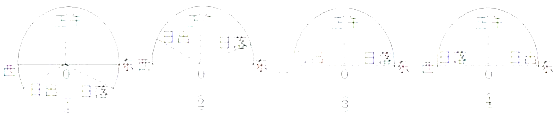 正午
西 0 东
日出 日落
1
正午
日出 日落
西 0 东
2
正午
日落
0 东
3
正午
日落 日出
西 0 东
4